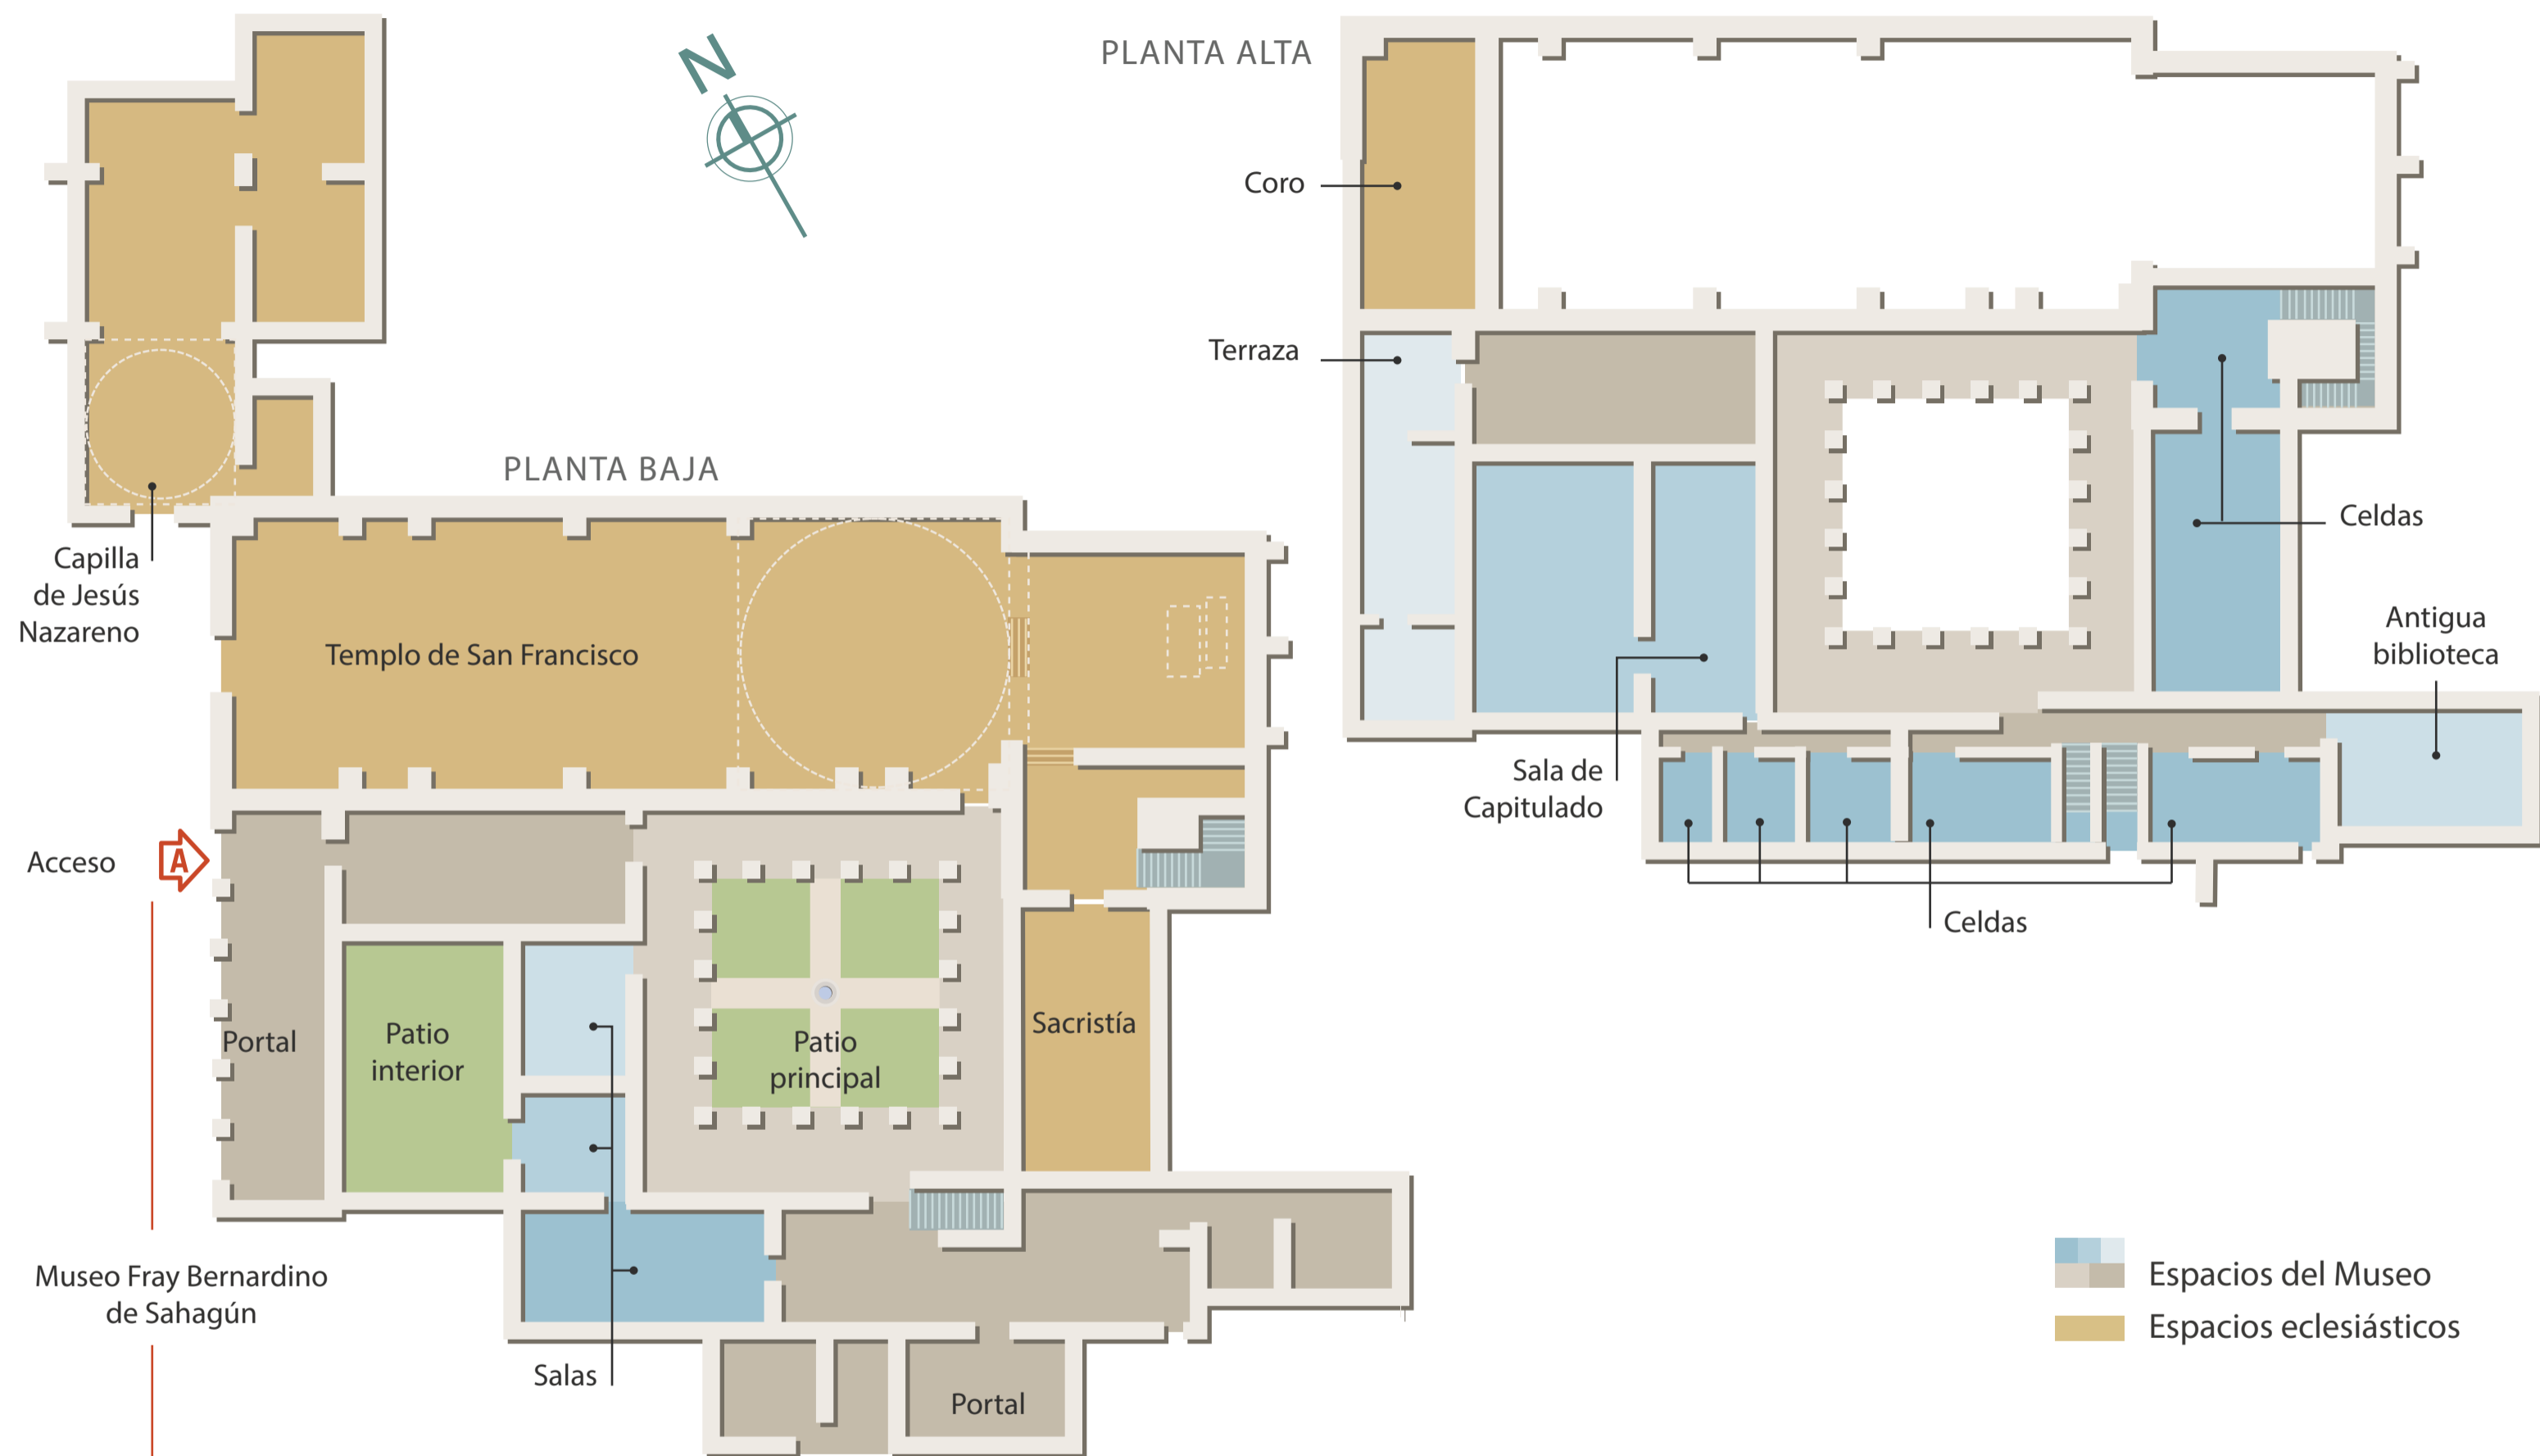 N
PLANTA ALTA
Coro
Terraza
PLANTA BAJA
Capilla
de Jesús
Nazareno
Templo de San Francisco
Celdas
Antigua
biblioteca
Sala de
Capitulado
Celdas
Acceso
A
Portal
Patio
interior
Patio
principal
Sacristía
Museo Fray Bernardino
de Sahagún
Salas
Portal
Espacios del Museo
Espacios eclesiásticos